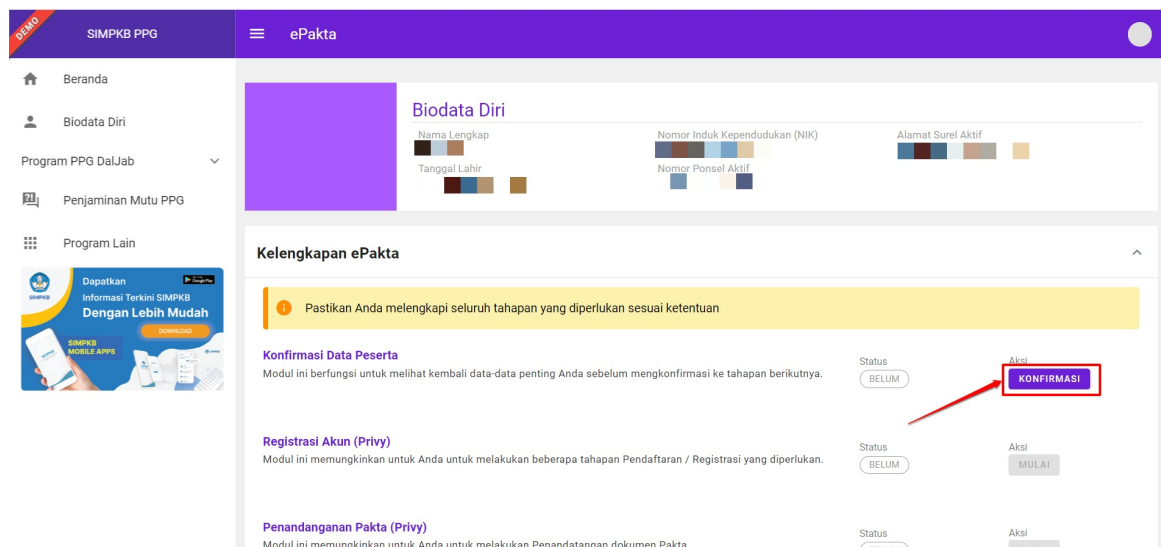 DEMO
SIMPKB PPG
ePakta
Beranda
Biodata Diri
Program PPG DalJab
Penjaminan Mutu PPG
Program Lain
SIMPKB
Dapatkan
Informasi Terkini SIMPKB
Dengan Lebih Mudah
DOWNLOAD
SIMPKB
MOBILE APPS
Biodata Diri
Nama Lengkap
Nomor Induk Kependudukan (NIK)
Alamat Surel Aktif
Tanggal Lahir
Nomor Ponsel Aktif
Kelengkapan ePakta
Pastikan Anda melengkapi seluruh tahapan yang diperlukan sesuai ketentuan
Konfirmasi Data Peserta
Modul ini berfungsi untuk melihat kembali data-data penting Anda sebelum mengkonfirmasi ke tahapan berikutnya.
Status
BELUM
Aksi
KONFIRMASI
Registrasi Akun (Privy)
Modul ini memungkinkan untuk Anda untuk melakukan beberapa tahapan Pendaftaran / Registrasi yang diperlukan.
Status
BELUM
Aksi
MULAI
Penandanganan Pakta (Privy)
Modul ini memungkinkan untuk Anda untuk melakukan Penandatangan dokumen Pakta
Status
Aksi